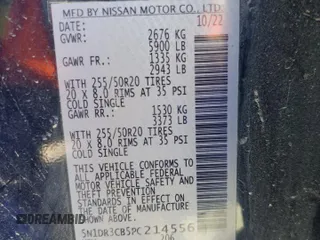 MFD BY NISSAN MOTOR CO., LTD.
DATE: 10/22
GVWR: 2676 KG
5900 LB
GAWR FR.: 1335 KG
2943 LB
WITH 255/50R20 TIRES
20 X 8.0 RIMS AT 35 PSI
COLD SINGLE
GAWR RR.: 1530 KG
3373 LB
WITH 255/50R20 TIRES
20 X 8.0 RIMS AT 35 PSI
COLD SINGLE
THIS VEHICLE CONFORMS TO
ALL APPLICABLE FEDERAL
MOTOR VEHICLE SAFETY AND
THEFT PREVENTION
STANDARDS IN EFFECT ON
THE DATE OF MANUFACTURE
SHOWN ABOVE.
5N1DR3CB5PC214556
206
DREAMBID